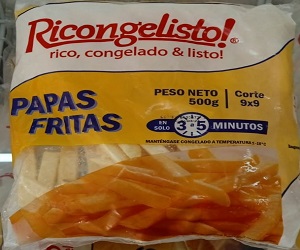 Ricongelisto!®
rico, congelado & listo!
PAPAS
FRITAS
PESO NETO
500g
Corte
9x9
EN
SOLO
3 a 5
MINUTOS
MANTÉNGASE CONGELADO A TEMPERATURA